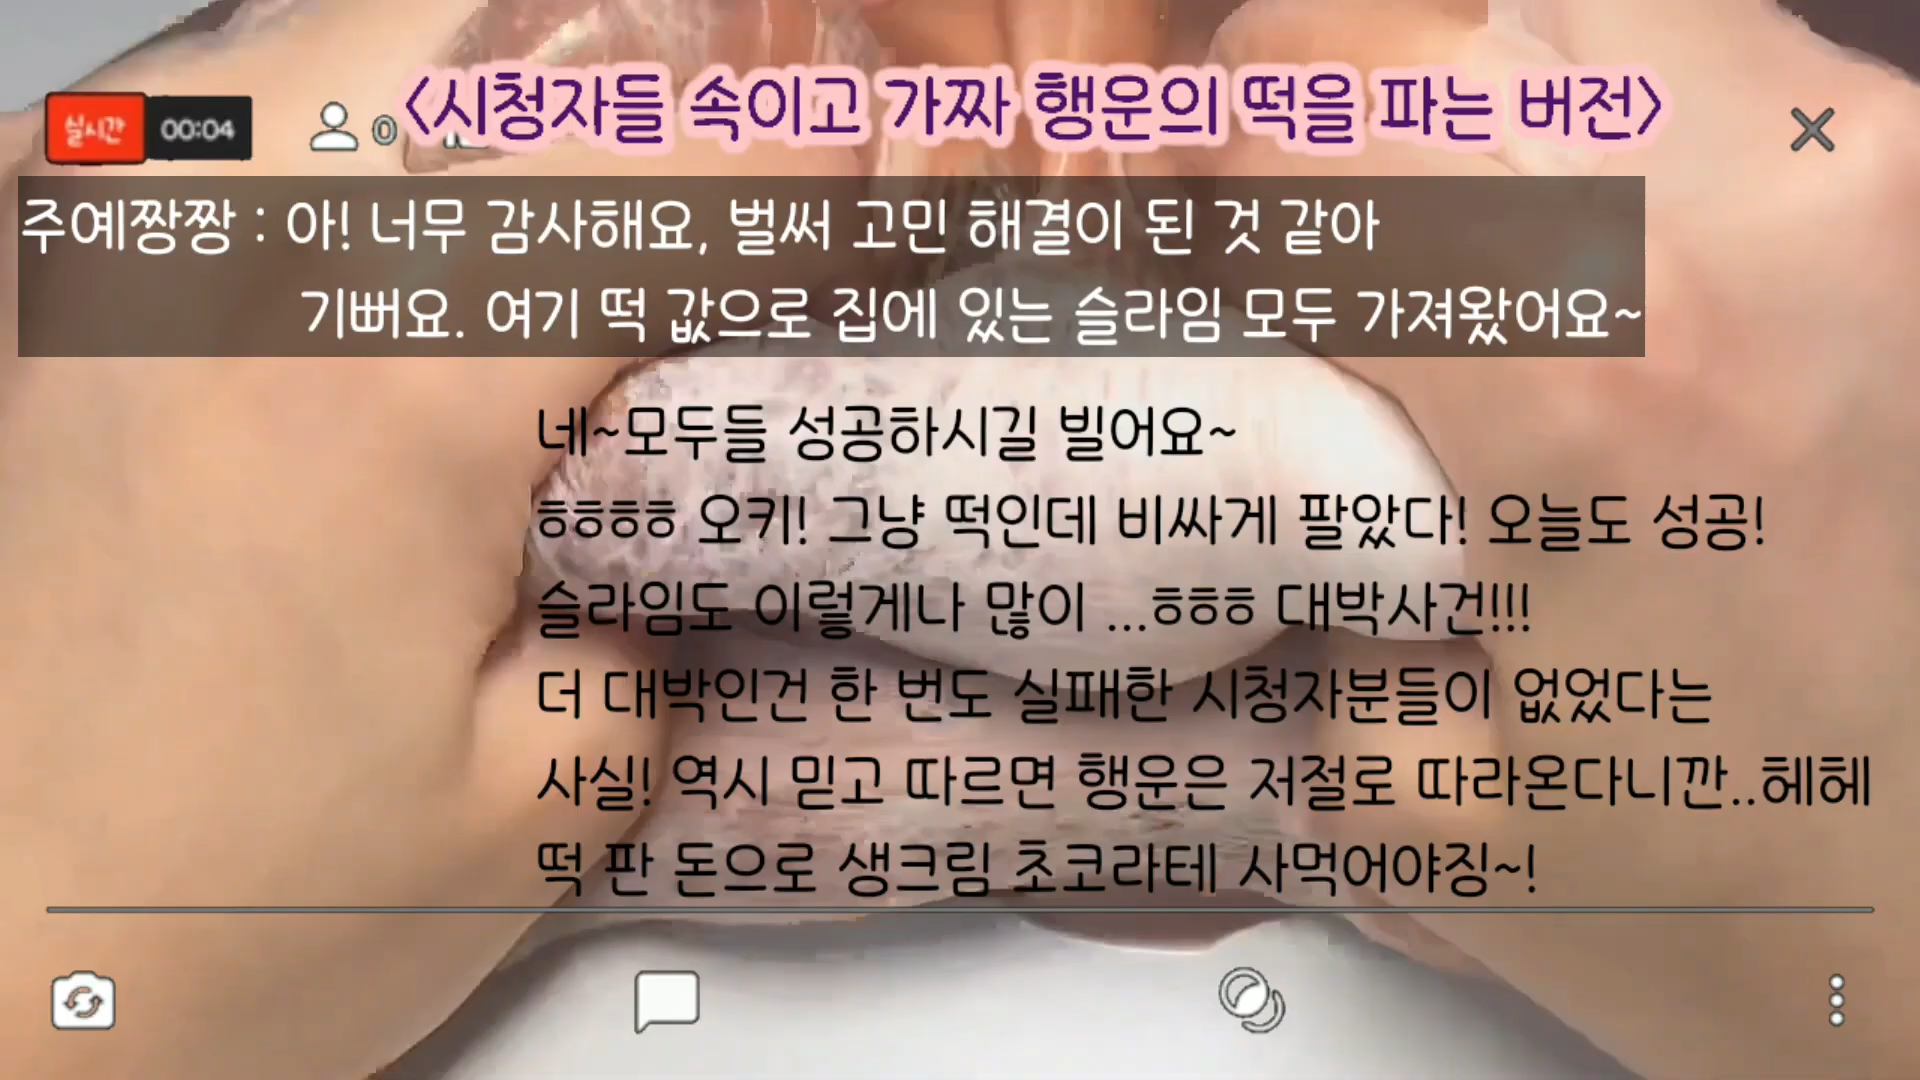 <시청자들 속이고 가짜 행운의 떡을 파는 버전>
실시간 00:04 0
주예짱짱 : 아! 너무 감사해요, 벌써 고민 해결이 된 것 같아
기뻐요. 여기 떡 값으로 집에 있는 슬라임 모두 가져왔어요~
네~모두들 성공하시길 빌어요~
ㅎㅎㅎㅎ 오키! 그냥 떡인데 비싸게 팔았다! 오늘도 성공!
슬라임도 이렇게나 많이 ...ㅎㅎㅎ 대박사건!!!
더 대박인건 한 번도 실패한 시청자분들이 없었다는
사실! 역시 믿고 따르면 행운은 저절로 따라온다니깐..헤헤
떡 판 돈으로 생크림 초코라테 사먹어야징~!